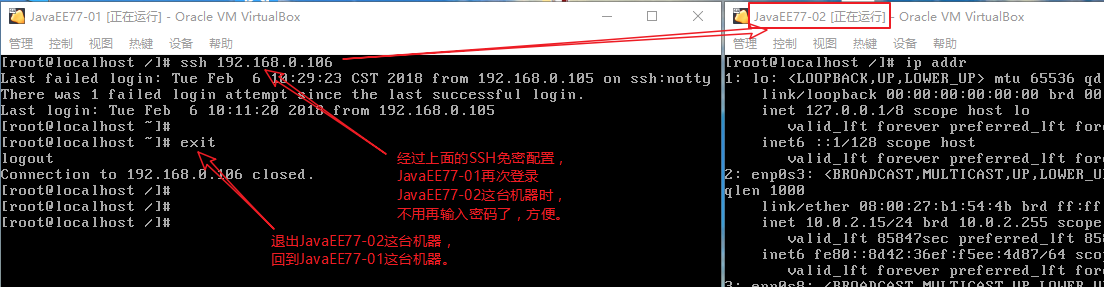 JavaEE77-01 [正在运行] - Oracle VM VirtualBox
管理 控制 视图 热键 设备 帮助
[root@localhost /]# ssh 192.168.0.106
Last failed login: Tue Feb  6 10:29:23 CST 2018 from 192.168.0.105 on ssh:notty
There was 1 failed login attempt since the last successful login.
Last login: Tue Feb  6 10:11:20 2018 from 192.168.0.105
[root@localhost ~]#
[root@localhost ~]# exit
logout
Connection to 192.168.0.106 closed.
[root@localhost /]#
[root@localhost /]#
[root@localhost /]#
经过上面的SSH免密配置，
JavaEE77-01再次登录
JavaEE77-02这台机器时，
不用再输入密码了，方便。
退出JavaEE77-02这台机器，
回到JavaEE77-01这台机器。
JavaEE77-02 [正在运行] - Oracle VM VirtualBox
管理 控制 视图 热键 设备 帮助
[root@localhost /]# ip addr
1: lo: <LOOPBACK,UP,LOWER_UP> mtu 65536 qd
link/loopback 00:00:00:00:00:00 brd 00
inet 127.0.0.1/8 scope host lo
valid_lft forever preferred_lft for
inet6 ::1/128 scope host
valid_lft forever preferred_lft for
2: enp0s3: <BROADCAST,MULTICAST,UP,LOWER_U
qlen 1000
link/ether 08:00:27:b1:54:4b brd ff:ff
inet 10.0.2.15/24 brd 10.0.2.255 scope
valid_lft 85847sec preferred_lft 85
inet6 fe80::8d42:36ef:f5ee:4d87/64 sco
valid_lft forever preferred_lft for
3: enp0s8: <BROADCAST,MULTICAST,UP,LOWER_U